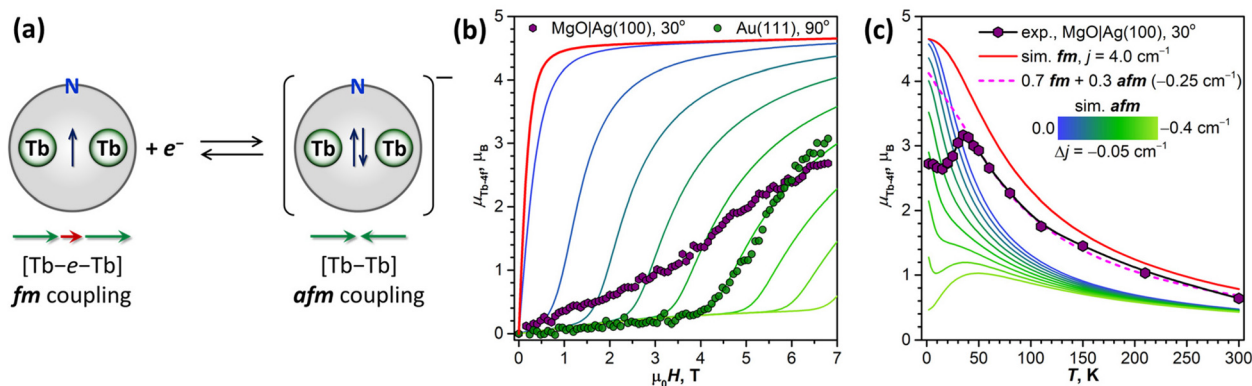 (a)
N
Tb
Tb
+ e⁻
N
Tb
Tb
−
[Tb–e–Tb]
fm coupling
[Tb–Tb]
afm coupling
(b)
MgO|Ag(100), 30°
Au(111), 90°
μTb-4f, μB
5
4
3
2
1
0
0 1 2 3 4 5 6 7
μ₀H, T
(c)
exp., MgO|Ag(100), 30°
sim. fm, j = 4.0 cm⁻¹
0.7 fm + 0.3 afm (−0.25 cm⁻¹)
sim. afm
0.0
−0.4 cm⁻¹
Δj = −0.05 cm⁻¹
μTb-4f, μB
5
4
3
2
1
0
0 50 100 150 200 250 300
T, K